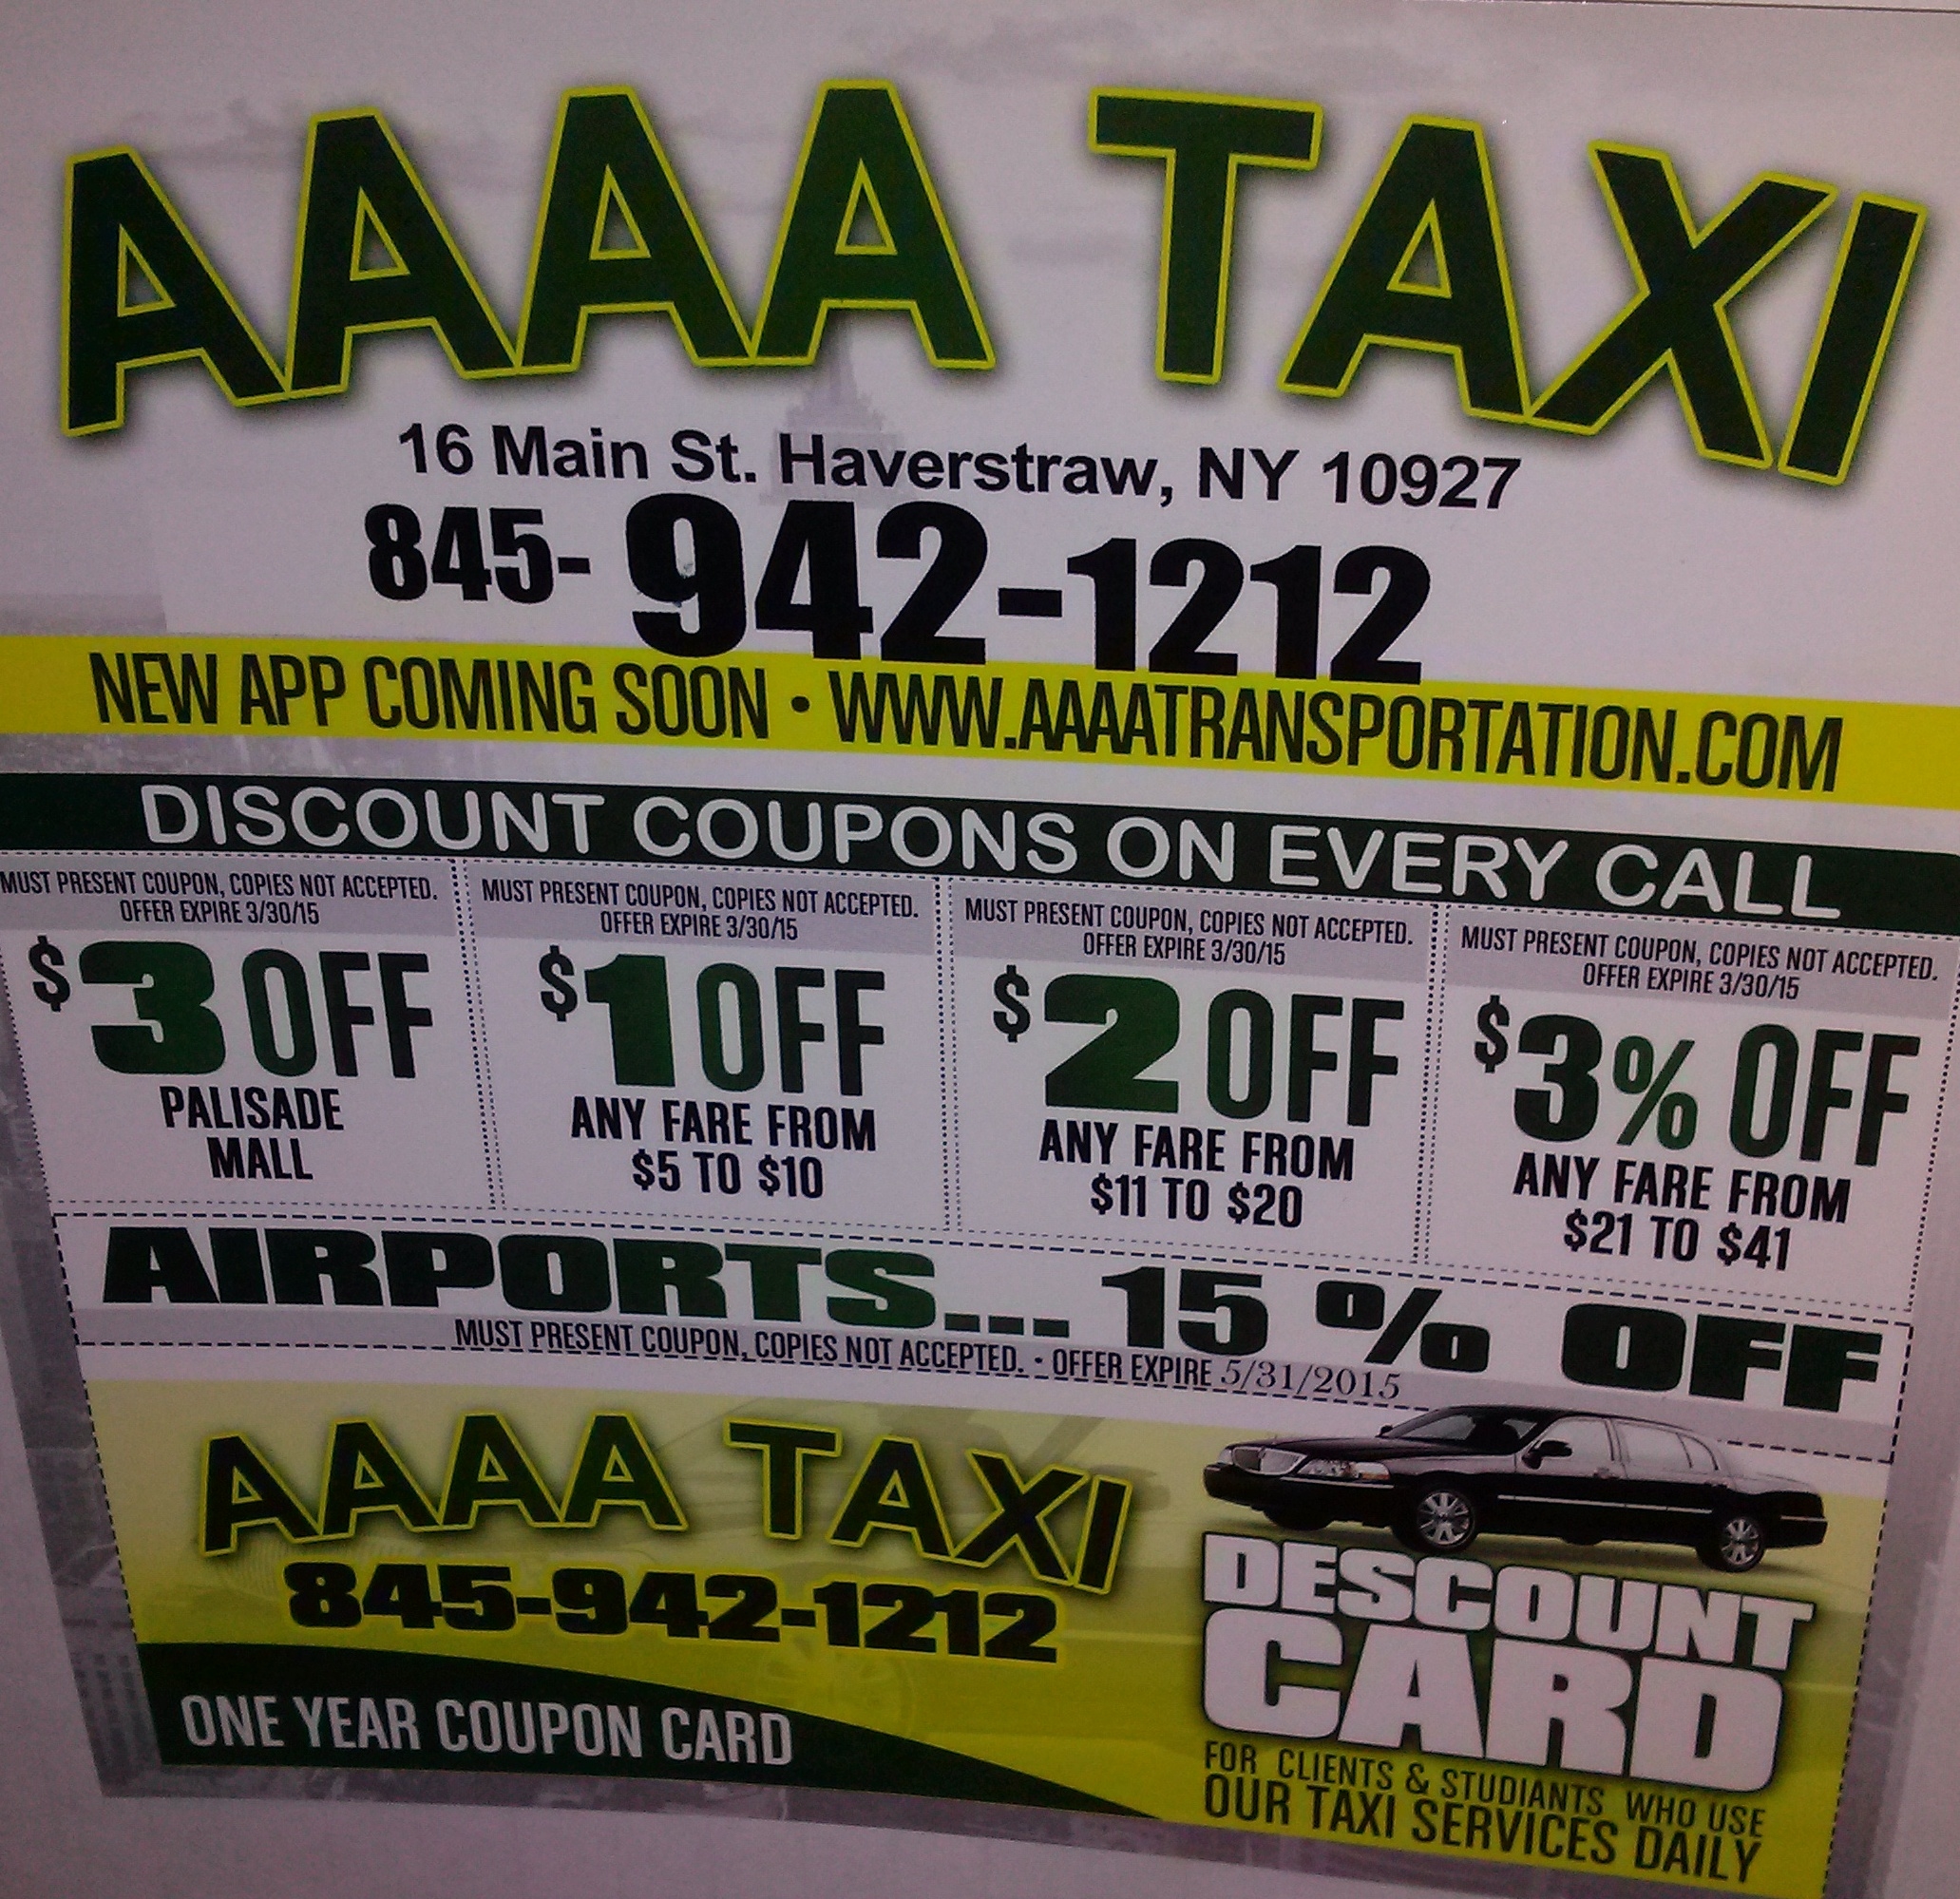 AAAA TAXI
16 Main St. Haverstraw, NY 10927
845- 942-1212
NEW APP COMING SOON • WWW.AAAATRANSPORTATION.COM
DISCOUNT COUPONS ON EVERY CALL
MUST PRESENT COUPON, COPIES NOT ACCEPTED.
OFFER EXPIRE 3/30/15
$3 OFF
PALISADE
MALL
MUST PRESENT COUPON, COPIES NOT ACCEPTED.
OFFER EXPIRE 3/30/15
$1 OFF
ANY FARE FROM
$5 TO $10
MUST PRESENT COUPON, COPIES NOT ACCEPTED.
OFFER EXPIRE 3/30/15
$2 OFF
ANY FARE FROM
$11 TO $20
MUST PRESENT COUPON, COPIES NOT ACCEPTED.
OFFER EXPIRE 3/30/15
$3% OFF
ANY FARE FROM
$21 TO $41
AIRPORTS... 15 % OFF
MUST PRESENT COUPON, COPIES NOT ACCEPTED. • OFFER EXPIRE 5/31/2015
AAAA TAXI
845-942-1212
ONE YEAR COUPON CARD
DESCOUNT
CARD
FOR CLIENTS & STUDIANTS WHO USE
OUR TAXI SERVICES DAILY